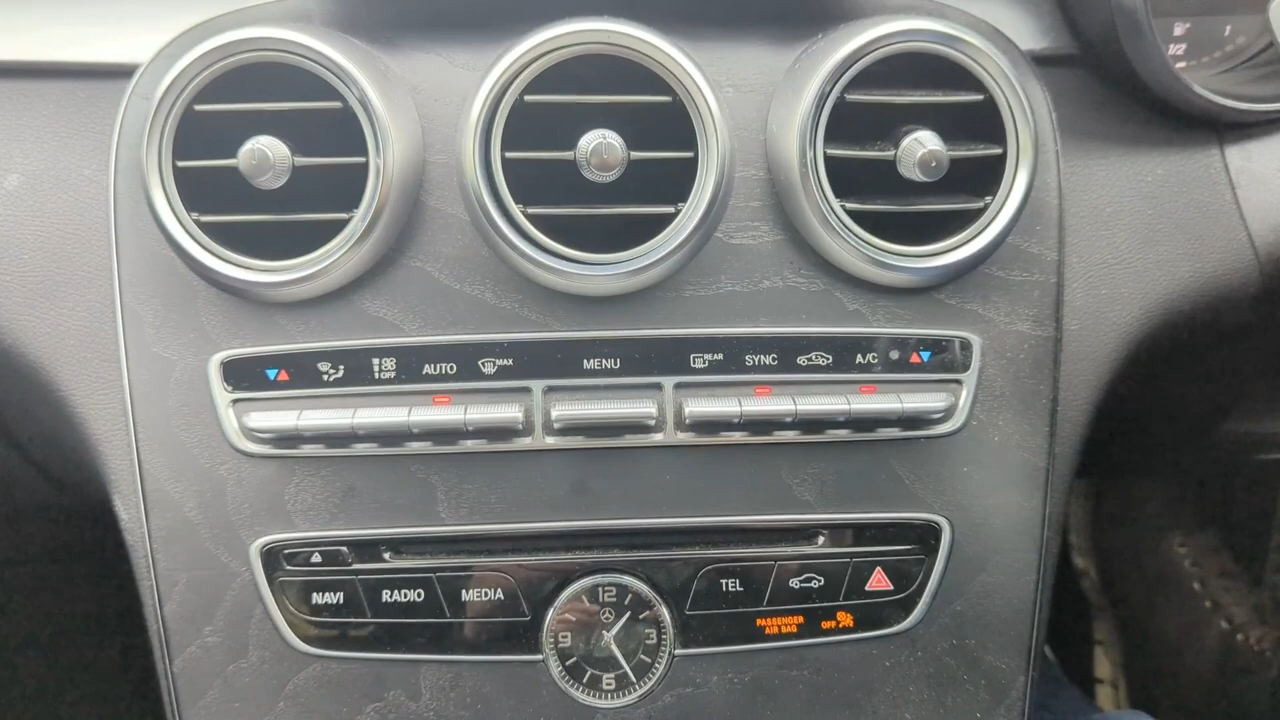 1/2
1
OFF
AUTO
MAX
MENU
REAR
SYNC
A/C
NAVI
RADIO
MEDIA
TEL
PASSENGER
AIR BAG
OFF
12
9
3
6